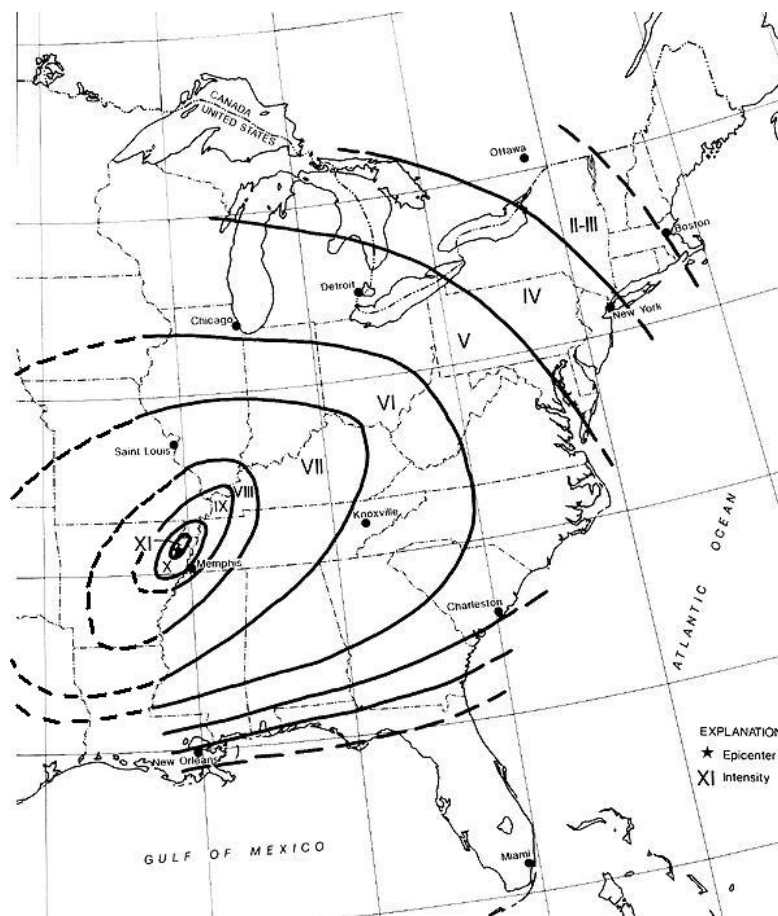 CANADA
UNITED STATES
Ottawa
II-III
Boston
Detroit
IV
New York
Chicago
V
VI
Saint Louis
VII
VIII
IX
Knoxville
XI
X
Memphis
Charleston
ATLANTIC OCEAN
EXPLANATION
★ Epicenter
XI Intensity
New Orleans
GULF OF MEXICO
Miami